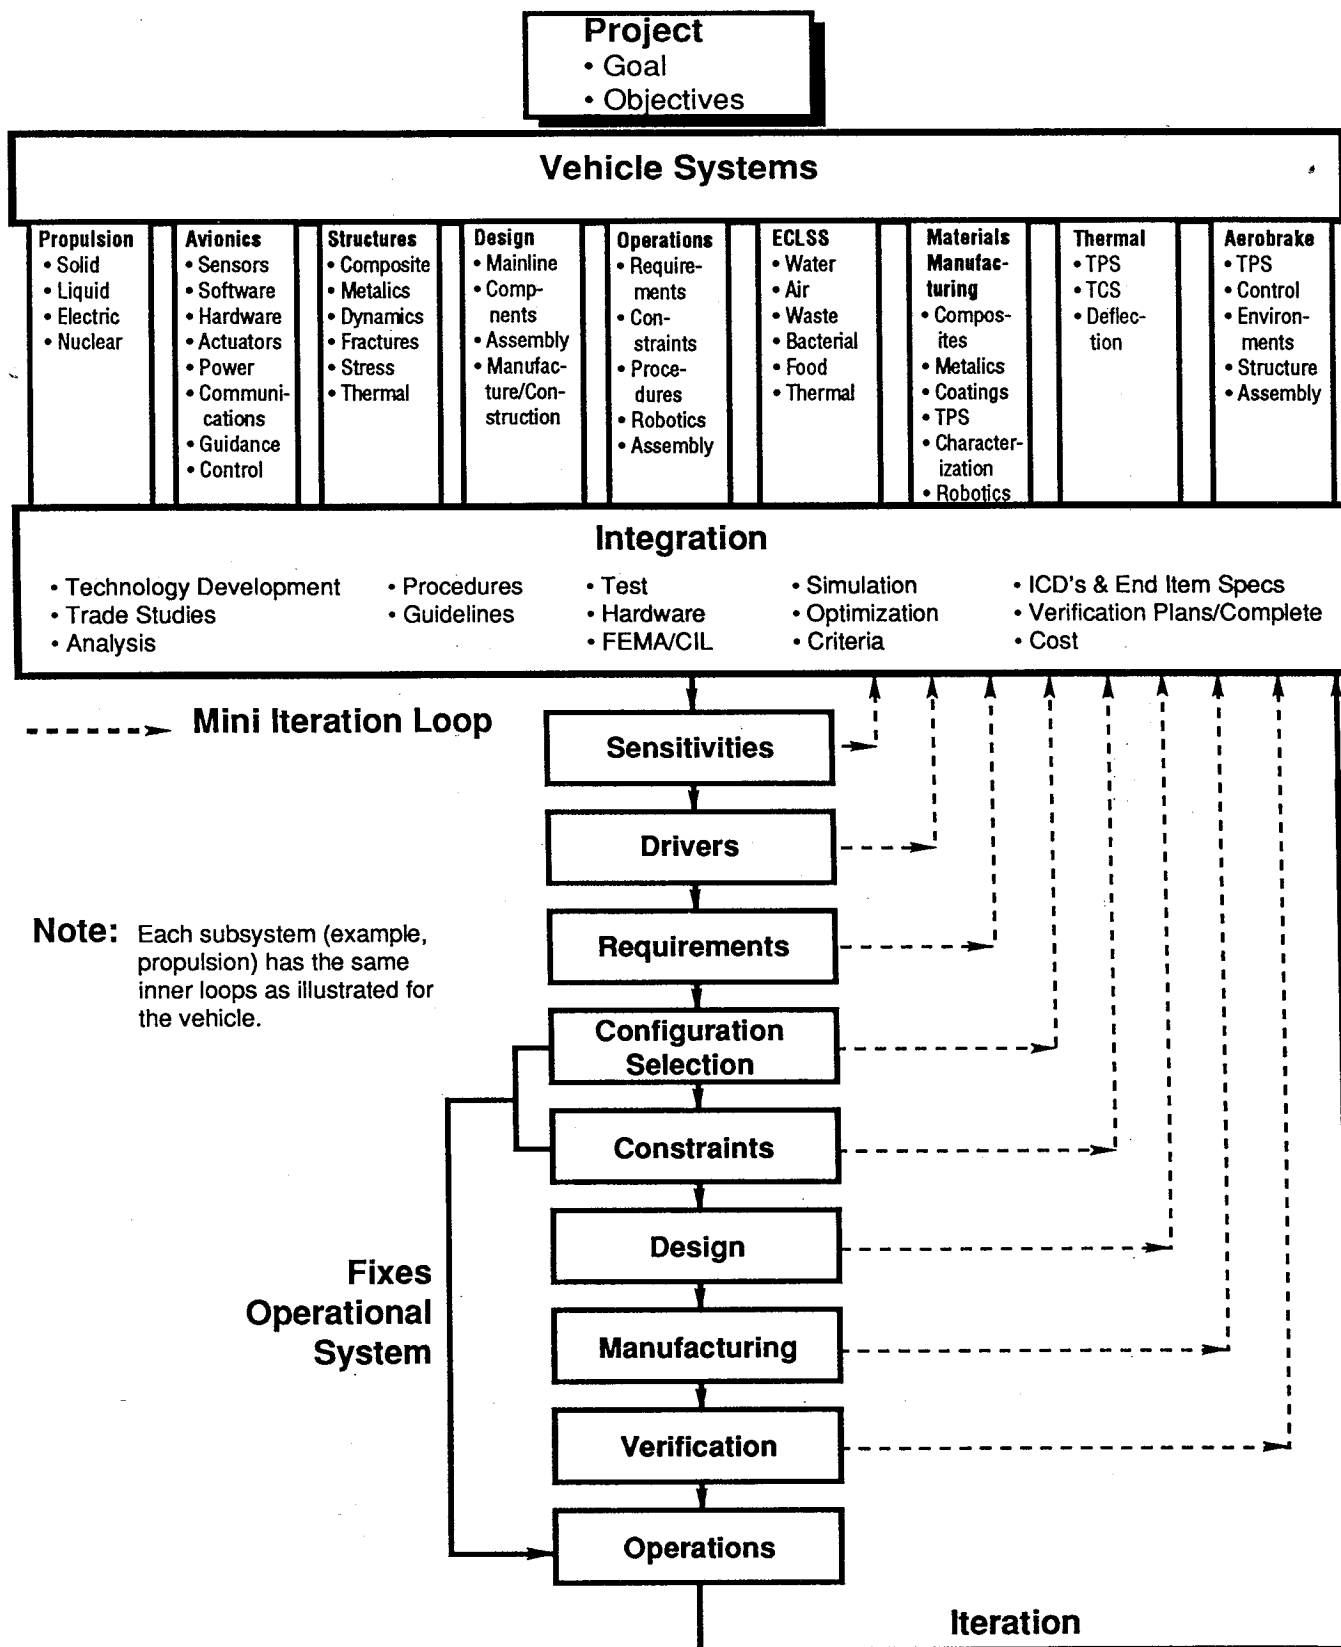 Project
• Goal
• Objectives
Vehicle Systems
Propulsion
• Solid
• Liquid
• Electric
• Nuclear
Avionics
• Sensors
• Software
• Hardware
• Actuators
• Power
• Communi-
cations
• Guidance
• Control
Structures
• Composite
• Metalics
• Dynamics
• Fractures
• Stress
• Thermal
Design
• Mainline
• Comp-
nents
• Assembly
• Manufac-
ture/Con-
struction
Operations
• Require-
ments
• Con-
straints
• Proce-
dures
• Robotics
• Assembly
ECLSS
• Water
• Air
• Waste
• Bacterial
• Food
• Thermal
Materials
Manufac-
turing
• Compos-
ites
• Metalics
• Coatings
• TPS
• Character-
ization
• Robotics
Thermal
• TPS
• TCS
• Deflec-
tion
Aerobrake
• TPS
• Control
• Environ-
ments
• Structure
• Assembly
Integration
• Technology Development
• Trade Studies
• Analysis
• Procedures
• Guidelines
• Test
• Hardware
• FEMA/CIL
• Simulation
• Optimization
• Criteria
• ICD's & End Item Specs
• Verification Plans/Complete
• Cost
Mini Iteration Loop
Sensitivities
Drivers
Requirements
Note: Each subsystem (example,
propulsion) has the same
inner loops as illustrated for
the vehicle.
Configuration
Selection
Constraints
Design
Fixes
Operational
System
Manufacturing
Verification
Operations
Iteration